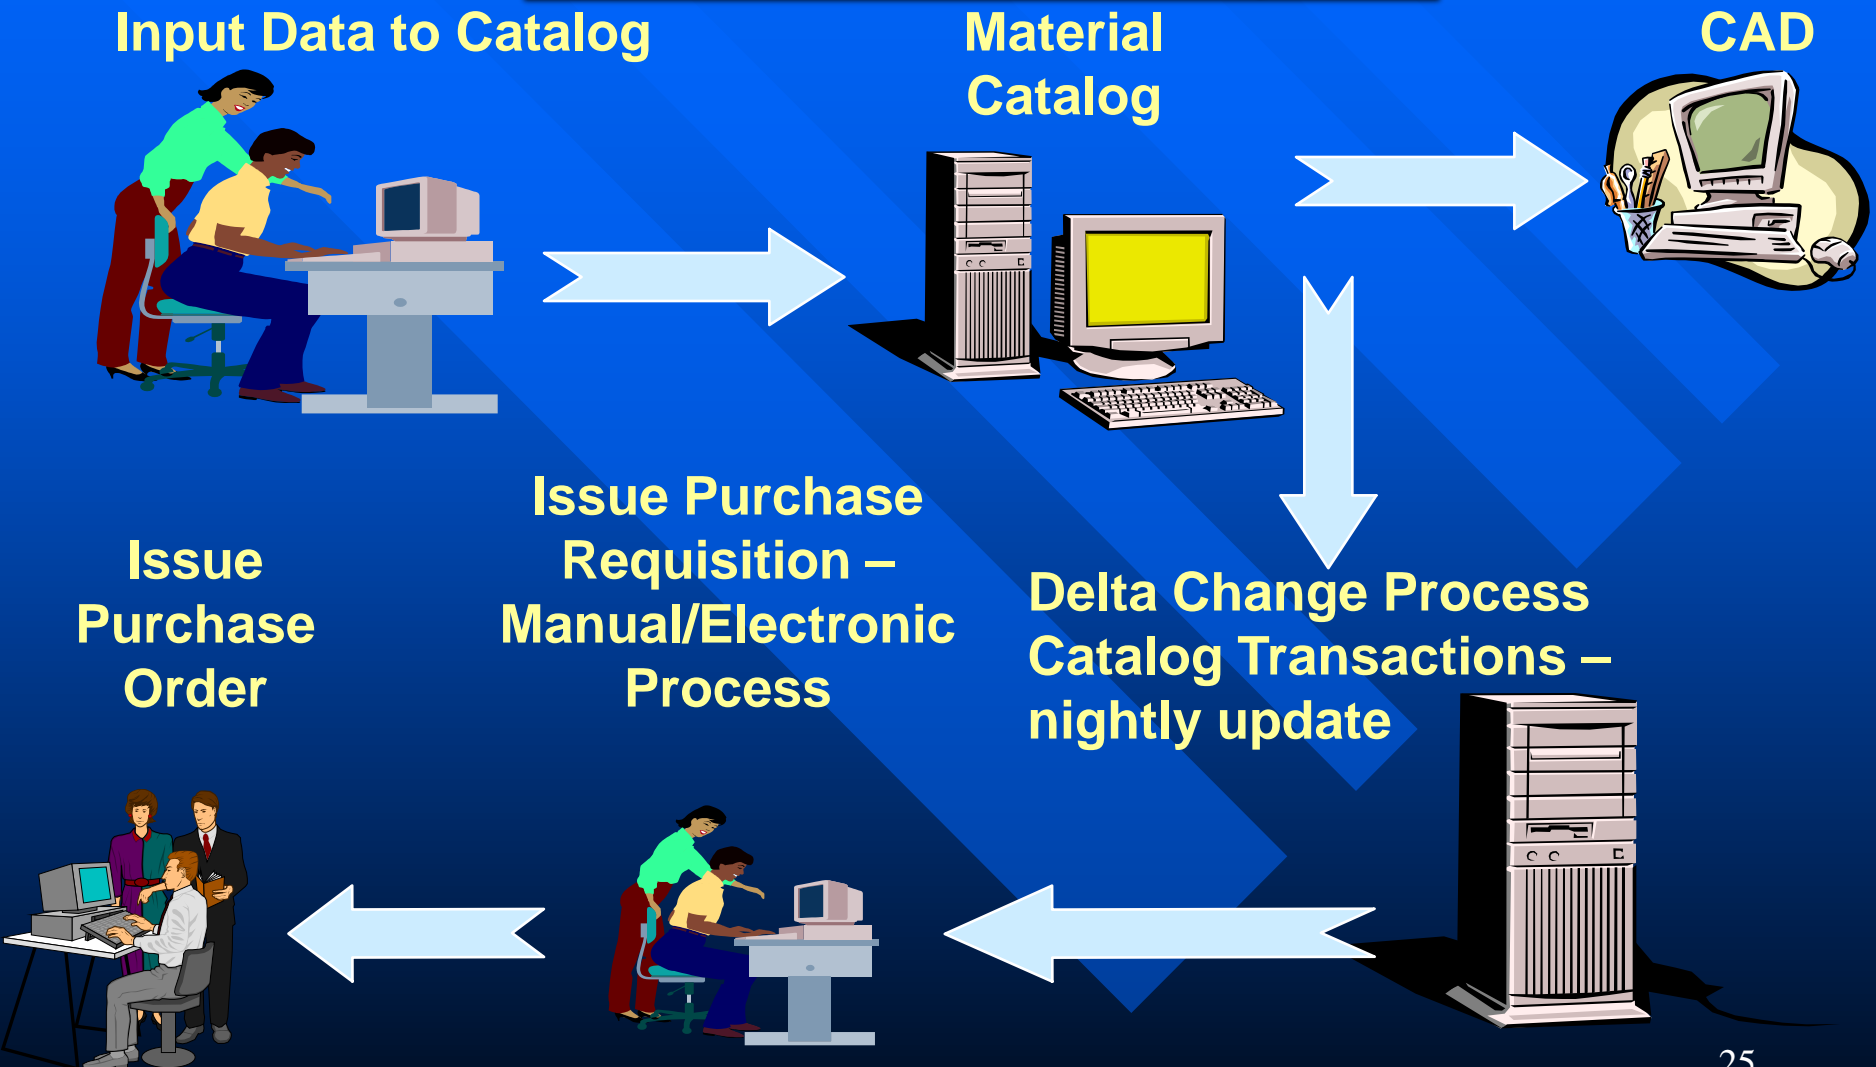 Input Data to Catalog
Material
Catalog
CAD
Issue Purchase
Requisition –
Manual/Electronic
Process
Issue
Purchase
Order
Delta Change Process
Catalog Transactions –
nightly update
25